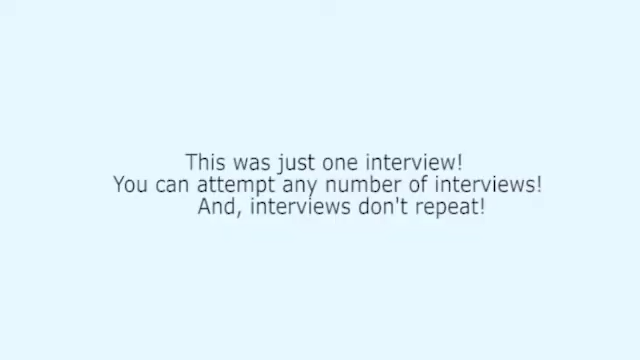 This was just one interview!
You can attempt any number of interviews!
And, interviews don't repeat!